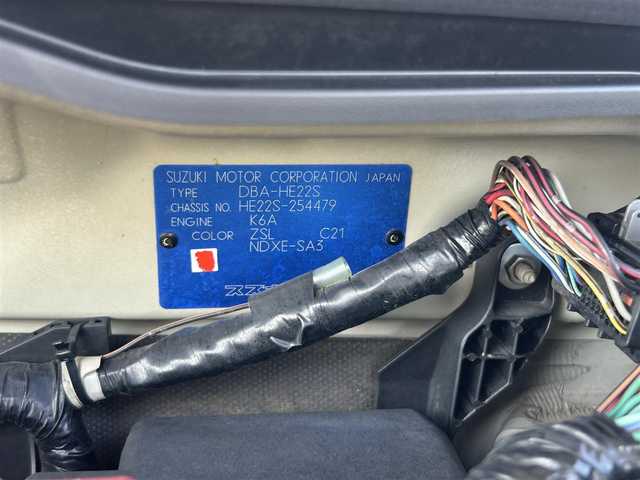 SUZUKI MOTOR CORPORATION JAPAN
TYPE DBA-HE22S
CHASSIS NO. HE22S-254479
ENGINE K6A
COLOR ZSL C21
NDXE-SA3